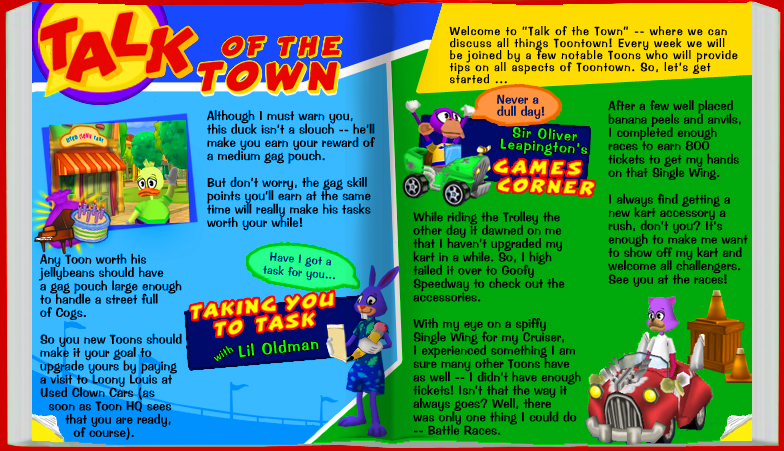 TALK
OF THE
TOWN
Although I must warn you,
this duck isn't a slouch -- he'll
make you earn your reward of
a medium gag pouch.
But don't worry, the gag skill
points you'll earn at the same
time will really make his tasks
worth your while!
USED CLOWN CARS
Any Toon worth his
jellybeans should have
a gag pouch large enough
to handle a street full
of Cogs.
So you new Toons should
make it your goal to
upgrade yours by paying
a visit to Loony Louis at
Used Clown Cars (as
soon as Toon HQ sees
that you are ready,
of course).
Have I got a
task for you...
TAKING YOU
TO TASK
with Lil Oldman
Welcome to "Talk of the Town" -- where we can
discuss all things Toontown! Every week we will
be joined by a few notable Toons who will provide
tips on all aspects of Toontown. So, let's get
started ...
Never a
dull day!
Sir Oliver
Leapington's
GAMES
CORNER
While riding the Trolley the
other day it dawned on me
that I haven't upgraded my
kart in a while. So, I high
tailed it over to Goofy
Speedway to check out the
accessories.
With my eye on a spiffy
Single Wing for my Cruiser,
I experienced something I am
sure many other Toons have
as well -- I didn't have enough
tickets! Isn't that the way it
always goes? Well, there
was only one thing I could do
-- Battle Races.
After a few well placed
banana peels and anvils,
I completed enough
races to earn 800
tickets to get my hands
on that Single Wing.
I always find getting a
new kart accessory a
rush, don't you? It's
enough to make me want
to show off my kart and
welcome all challengers.
See you at the races!